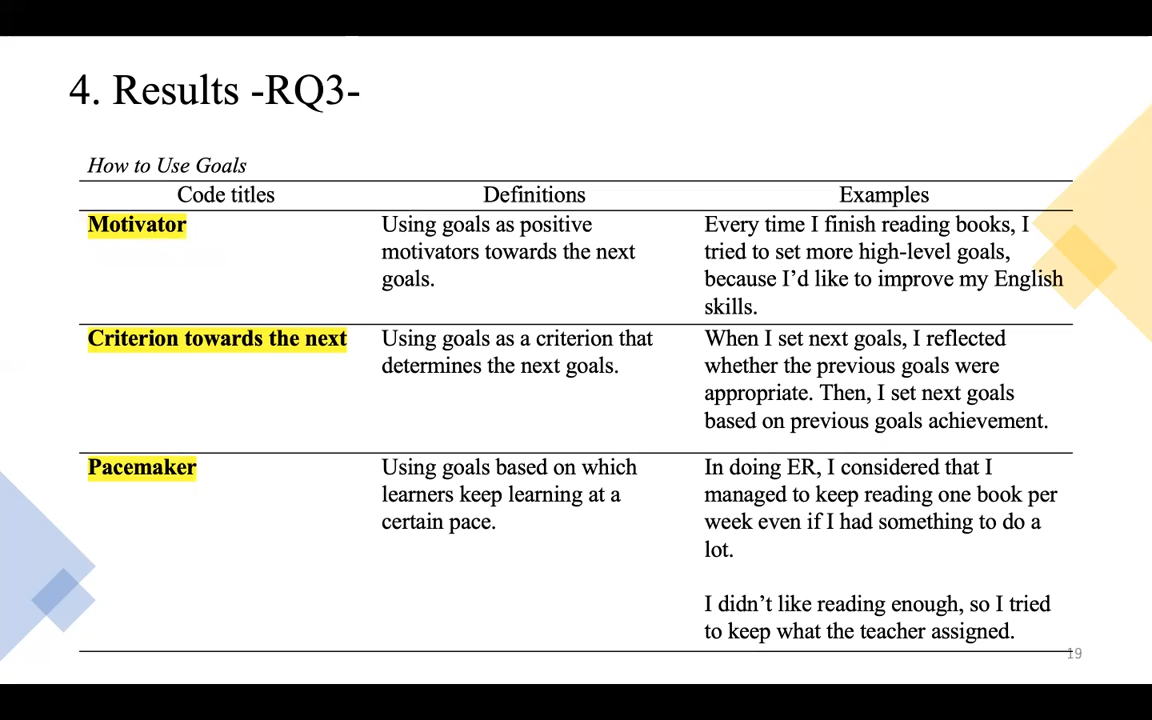 4. Results -RQ3-
How to Use Goals
Code titles Definitions Examples
Motivator
Using goals as positive
motivators towards the next
goals.
Every time I finish reading books, I
tried to set more high-level goals,
because I’d like to improve my English
skills.
Criterion towards the next
Using goals as a criterion that
determines the next goals.
When I set next goals, I reflected
whether the previous goals were
appropriate. Then, I set next goals
based on previous goals achievement.
Pacemaker
Using goals based on which
learners keep learning at a
certain pace.
In doing ER, I considered that I
managed to keep reading one book per
week even if I had something to do a
lot.
I didn’t like reading enough, so I tried
to keep what the teacher assigned.
19